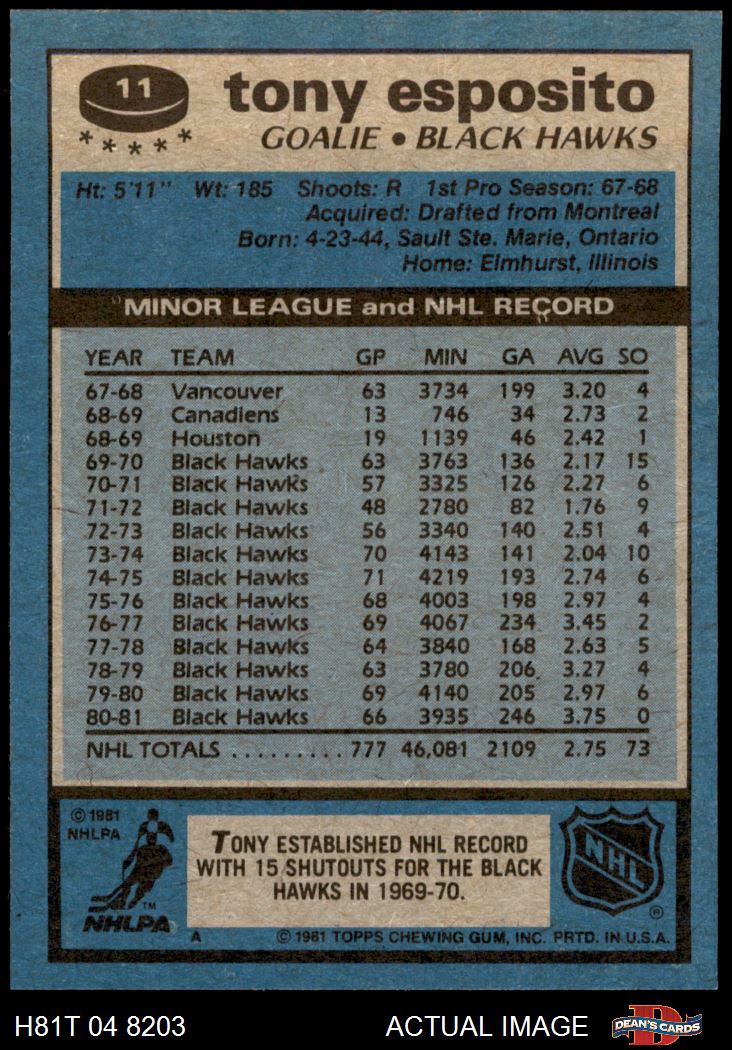 11 tony esposito
GOALIE • BLACK HAWKS
Ht: 5'11" Wt: 185 Shoots: R 1st Pro Season: 67-68
Acquired: Drafted from Montreal
Born: 4-23-44, Sault Ste. Marie, Ontario
Home: Elmhurst, Illinois
MINOR LEAGUE and NHL RECORD
YEAR TEAM GP MIN GA AVG SO
67-68 Vancouver 63 3734 199 3.20 4
68-69 Canadiens 13 746 34 2.73 2
68-69 Houston 19 1139 46 2.42 1
69-70 Black Hawks 63 3763 136 2.17 15
70-71 Black Hawks 57 3325 126 2.27 6
71-72 Black Hawks 48 2780 82 1.76 9
72-73 Black Hawks 56 3340 140 2.51 4
73-74 Black Hawks 70 4143 141 2.04 10
74-75 Black Hawks 71 4219 193 2.74 6
75-76 Black Hawks 68 4003 198 2.97 4
76-77 Black Hawks 69 4067 234 3.45 2
77-78 Black Hawks 64 3840 168 2.63 5
78-79 Black Hawks 63 3780 206 3.27 4
79-80 Black Hawks 69 4140 205 2.97 6
80-81 Black Hawks 66 3935 246 3.75 0
NHL TOTALS .......... 777 46,081 2109 2.75 73
© 1981
NHLPA
TM
NHLPA
TONY ESTABLISHED NHL RECORD
WITH 15 SHUTOUTS FOR THE BLACK
HAWKS IN 1969-70.
NHL
®
A © 1981 TOPPS CHEWING GUM, INC. PRTD. IN U.S.A.
H81T 04 8203 ACTUAL IMAGE
D
DEAN'S CARDS